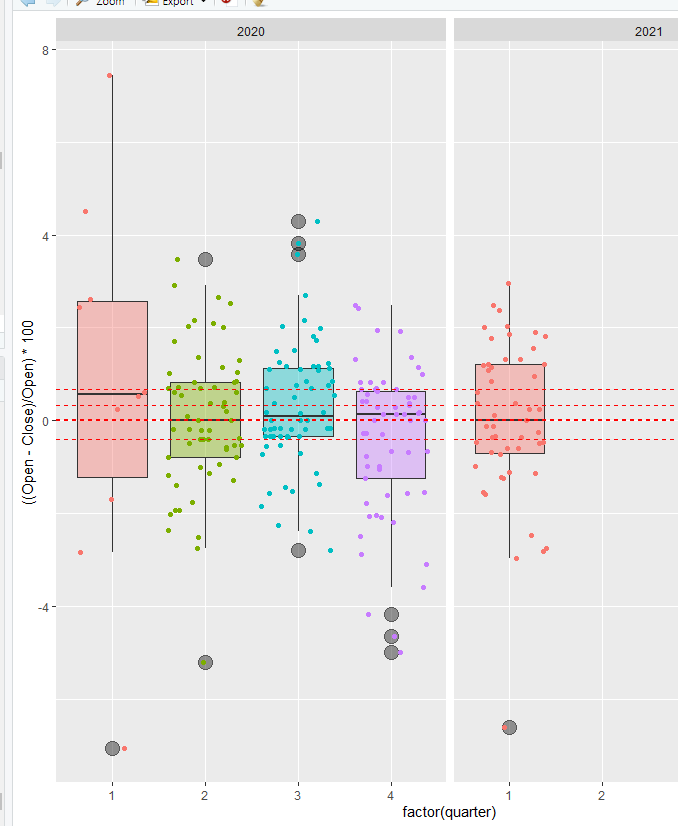 Zoom Export
2020 2021
8
4
0
-4
((Open - Close)/Open) * 100
1 2 3 4 1 2
factor(quarter)